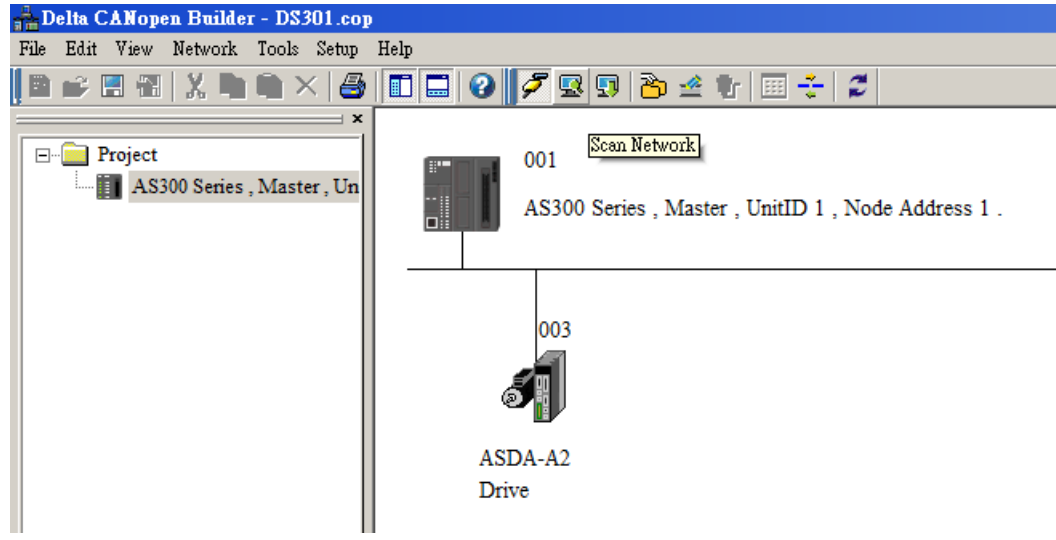 Delta CANopen Builder - DS301.cop
File Edit View Network Tools Setup Help
Project
AS300 Series , Master , Un
Scan Network
001
AS300 Series , Master , UnitID 1 , Node Address 1 .
003
ASDA-A2
Drive